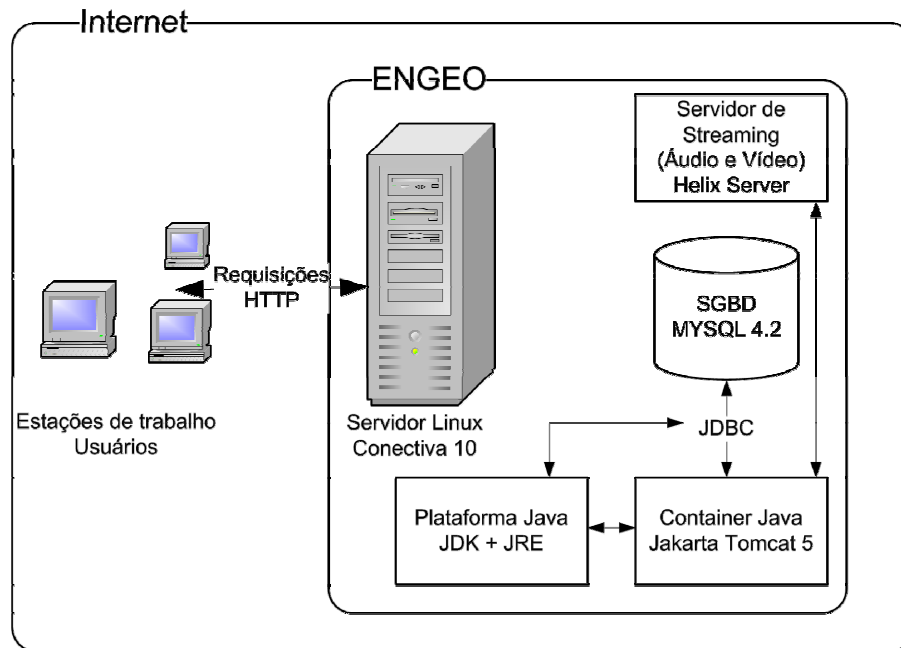 Internet
ENGEO
Servidor de
Streaming
(Áudio e Vídeo)
Helix Server
Requisições
HTTP
SGBD
MYSQL 4.2
Estações de trabalho
Usuários
Servidor Linux
Conectiva 10
JDBC
Plataforma Java
JDK + JRE
Container Java
Jakarta Tomcat 5